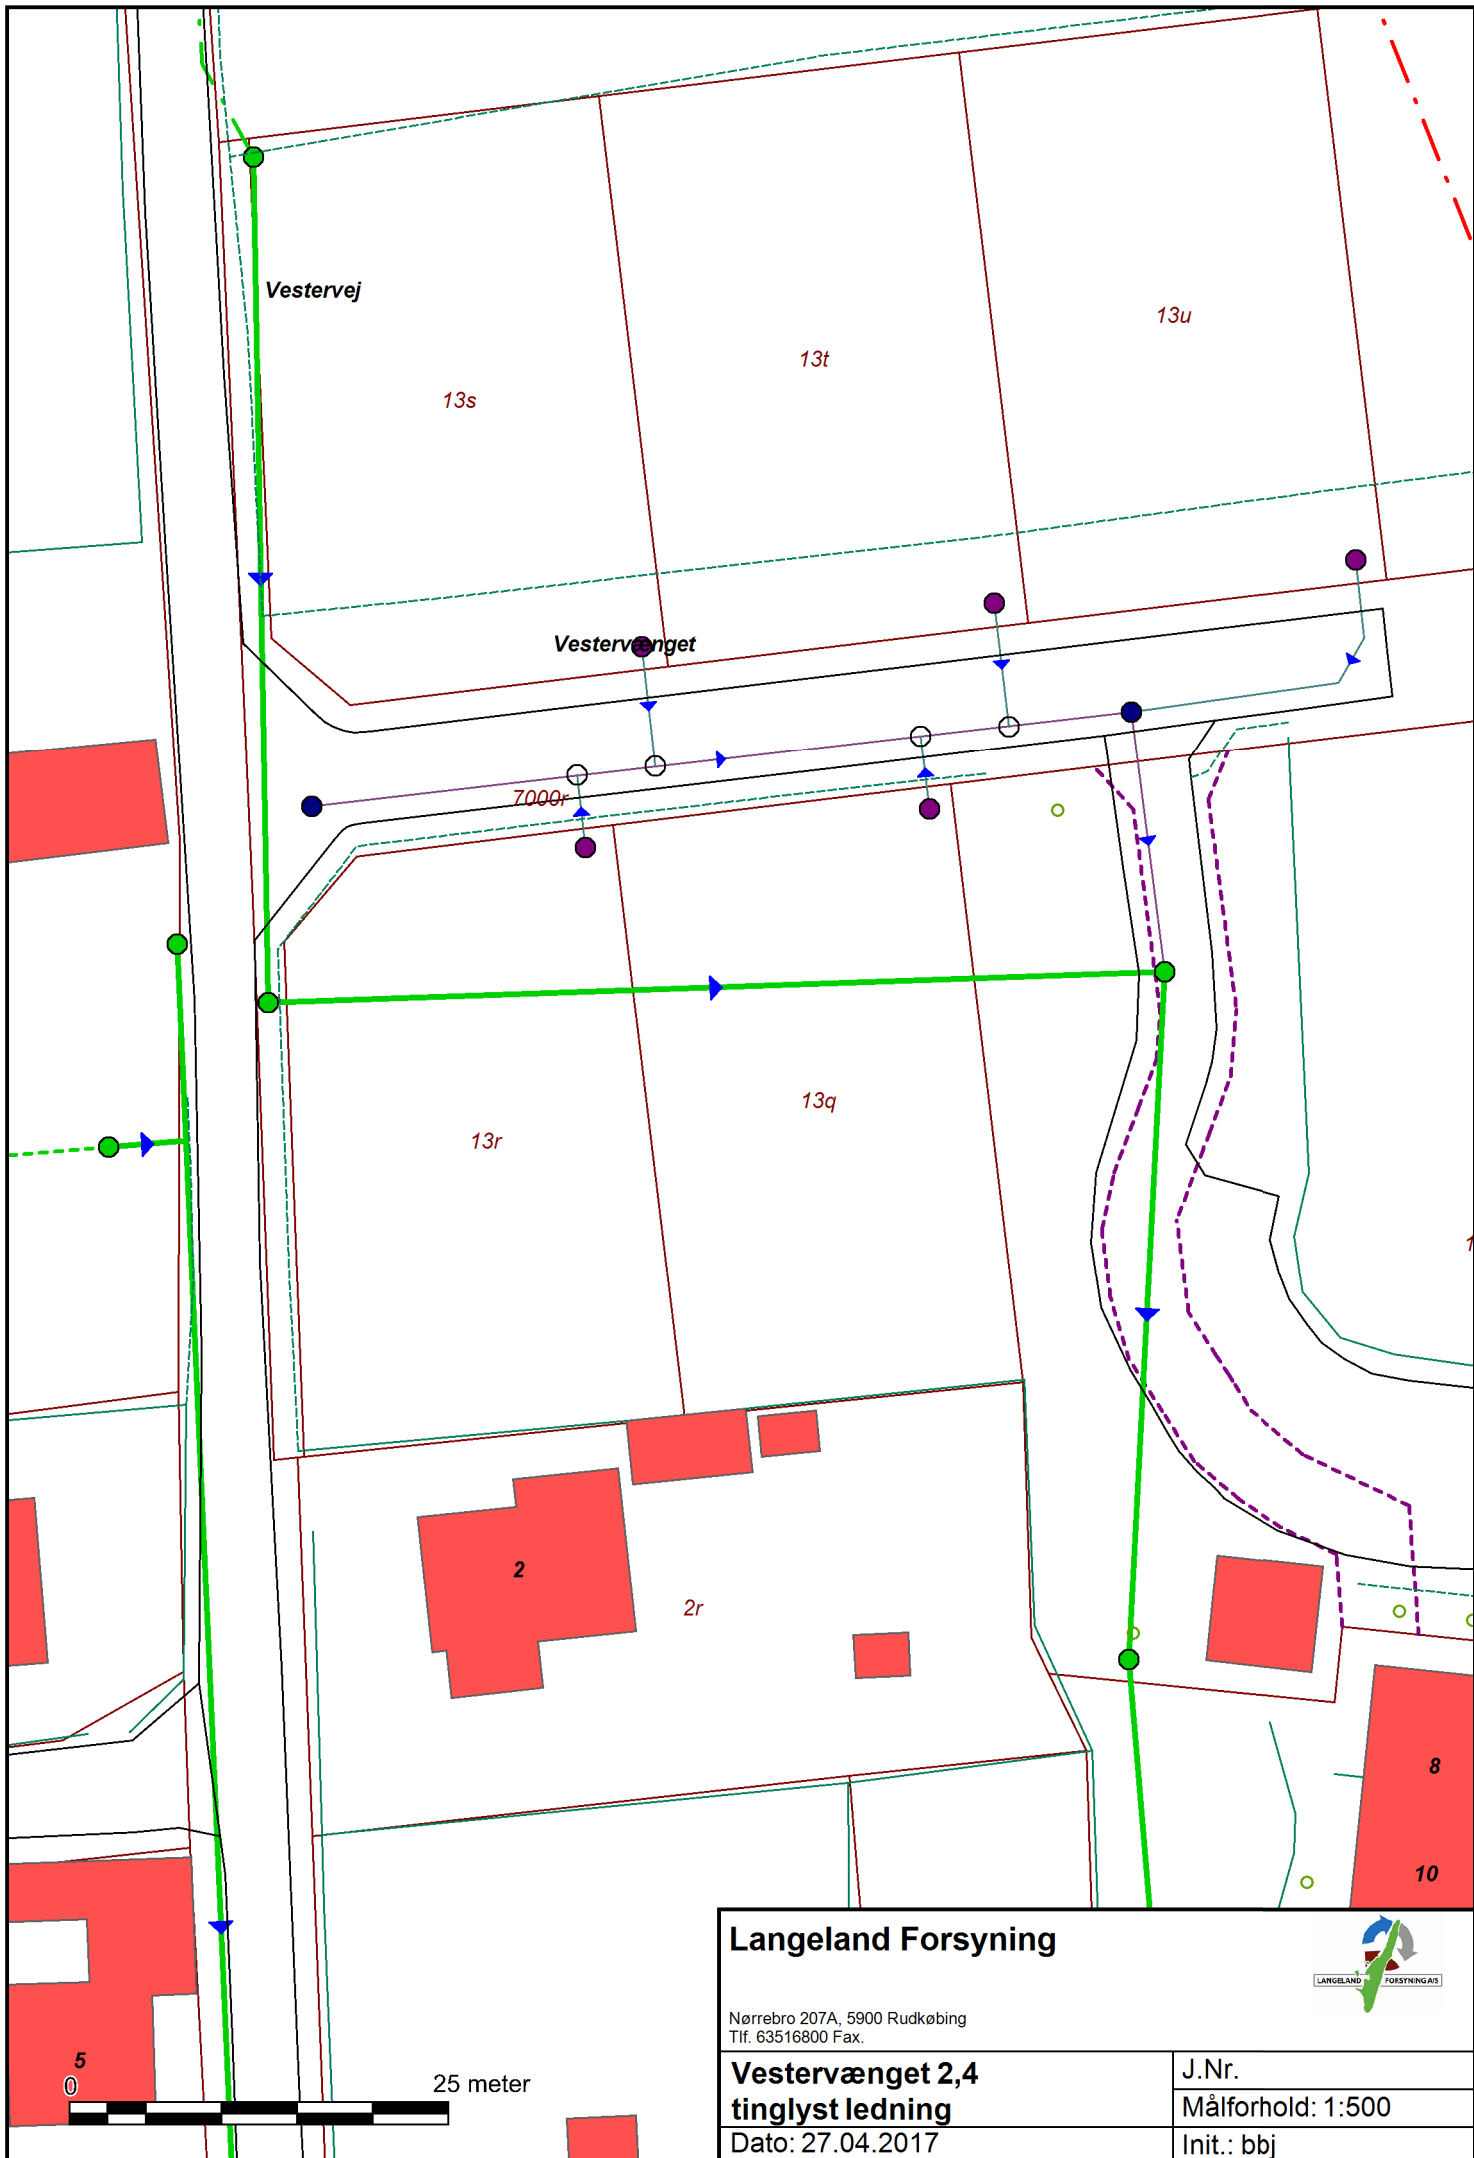 Vestervej
13u
13t
13s
Vestervænget
7000r
13q
13r
2
2r
8
10
5
0
25 meter
Langeland Forsyning
LANGELAND FORSYNING A/S
Nørrebro 207A, 5900 Rudkøbing
Tlf. 63516800 Fax.
Vestervænget 2,4
tinglyst ledning
J.Nr.
Målforhold: 1:500
Dato: 27.04.2017
Init.: bbj